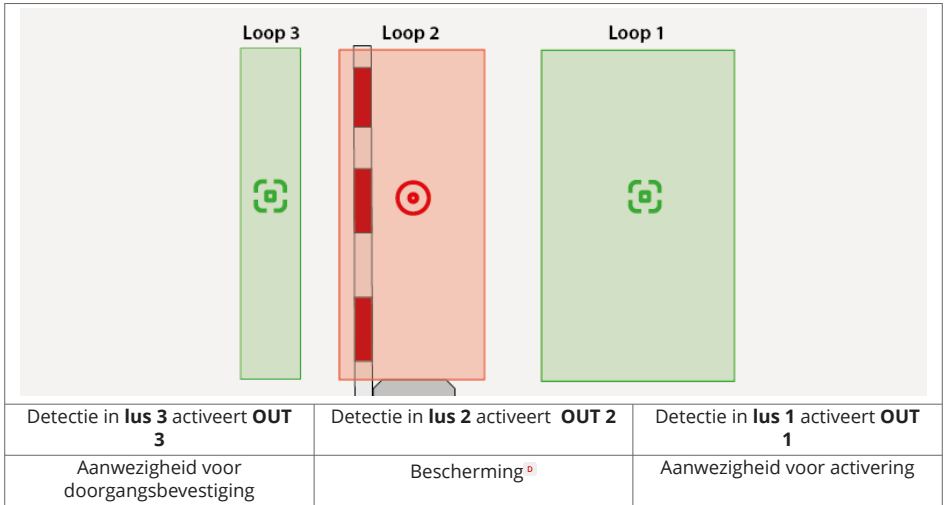 Loop 3 Loop 2 Loop 1
Detectie in lus 3 activeert OUT 3
Detectie in lus 2 activeert OUT 2
Detectie in lus 1 activeert OUT 1
Aanwezigheid voor
doorgangsbevestiging
Bescherming D
Aanwezigheid voor activering